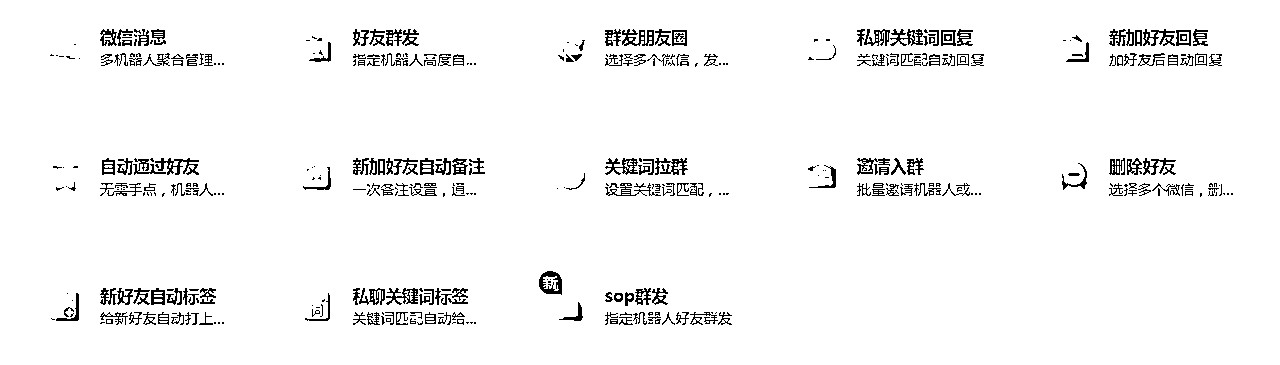 微信消息
多机器人聚合管理...
好友群发
指定机器人高度自...
群发朋友圈
选择多个微信，发...
私聊关键词回复
关键词匹配自动回复
新加好友回复
加好友后自动回复
自动通过好友
无需手点，机器人...
新加好友自动备注
一次备注设置，通...
关键词拉群
设置关键词匹配，...
邀请入群
批量邀请机器人或...
删除好友
选择多个微信，删...
新好友自动标签
给新好友自动打上...
私聊关键词标签
关键词匹配自动给...
新
sop群发
指定机器人好友群发
词